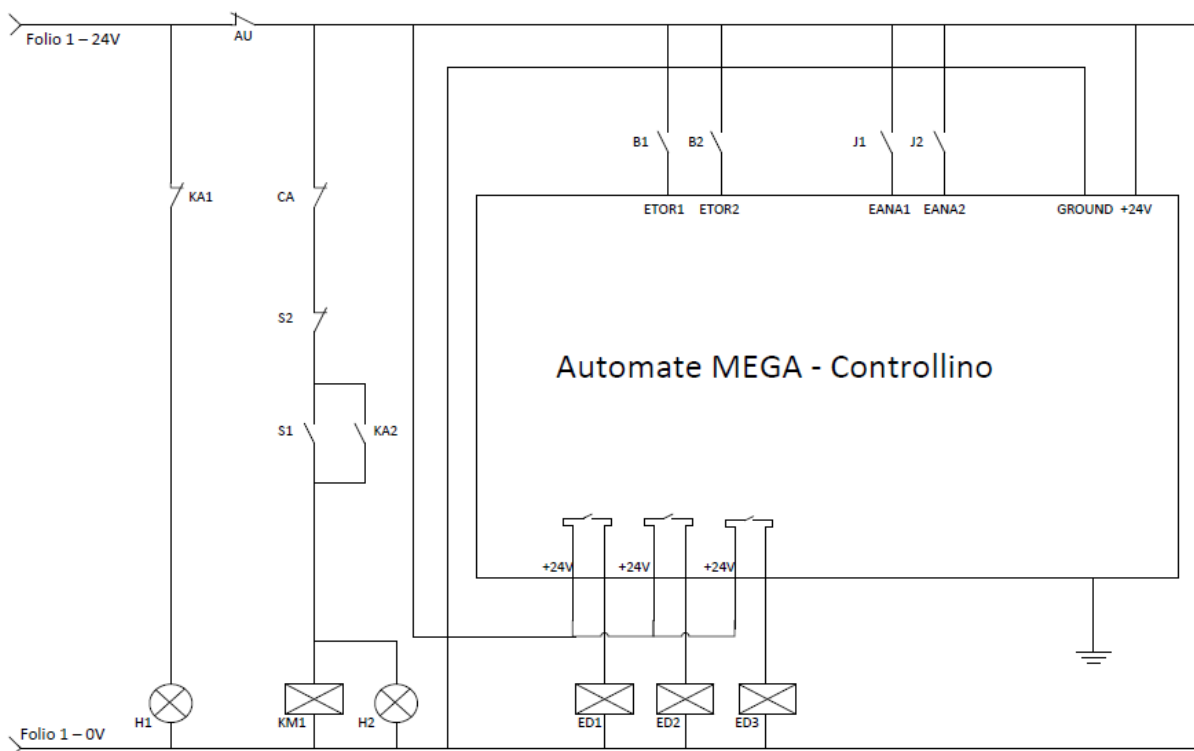 Folio 1 – 24V
AU
B1
B2
J1
J2
KA1
CA
ETOR1
ETOR2
EANA1
EANA2
GROUND
+24V
S2
Automate MEGA - Controllino
S1
KA2
+24V
+24V
+24V
H1
KM1
H2
ED1
ED2
ED3
Folio 1 – 0V